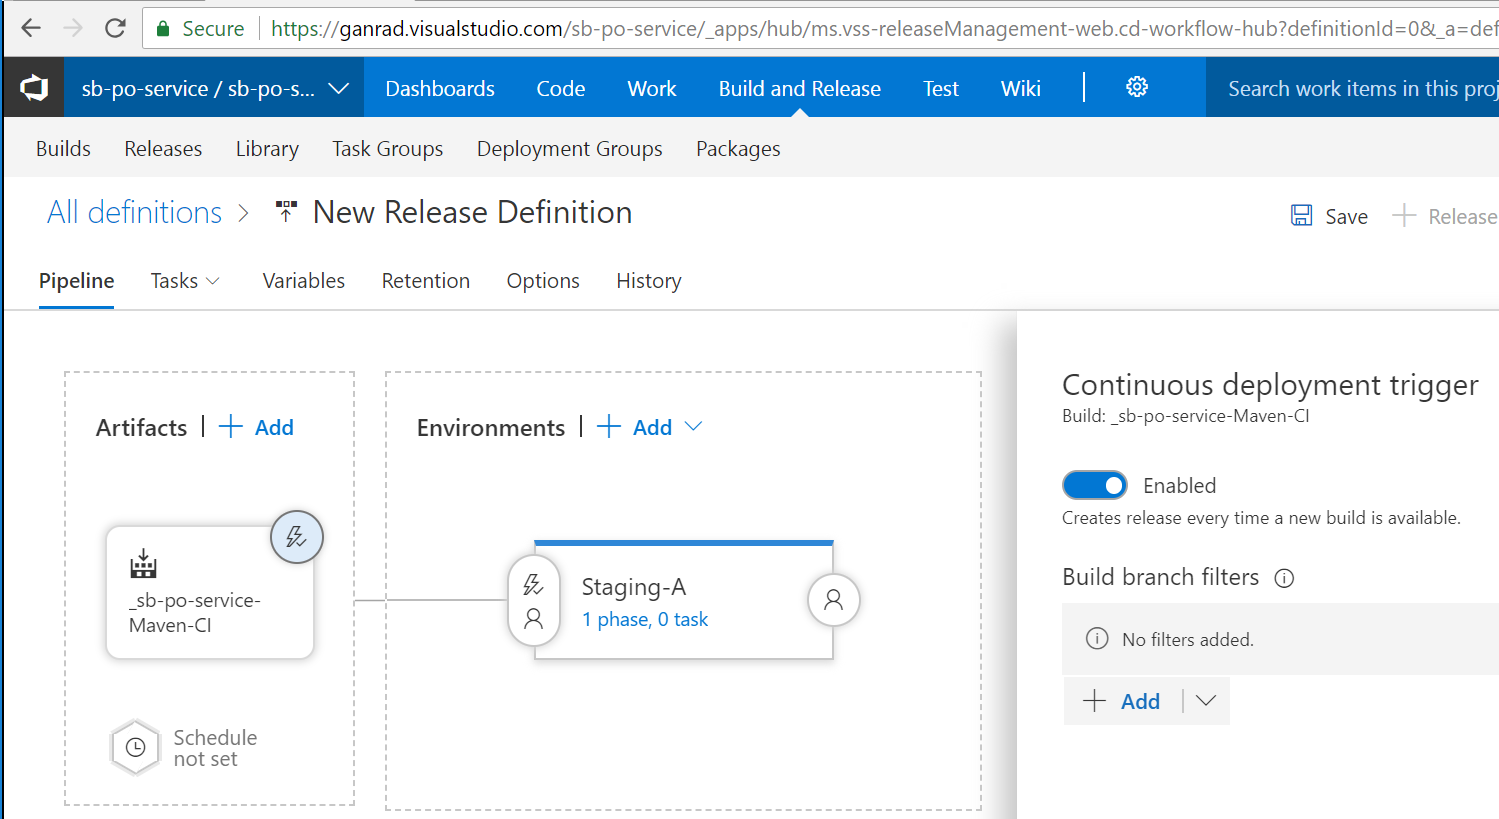 Secure https://ganrad.visualstudio.com/sb-po-service/_apps/hub/ms.vss-releaseManagement-web.cd-workflow-hub?definitionId=0&_a=def
sb-po-service / sb-po-s... Dashboards Code Work Build and Release Test Wiki Search work items in this proj
Builds Releases Library Task Groups Deployment Groups Packages
All definitions > New Release Definition Save + Release
Pipeline Tasks Variables Retention Options History
Artifacts | + Add
Environments | + Add
_sb-po-service-
Maven-CI
Schedule
not set
Staging-A
1 phase, 0 task
Continuous deployment trigger
Build: _sb-po-service-Maven-CI
Enabled
Creates release every time a new build is available.
Build branch filters
No filters added.
+ Add